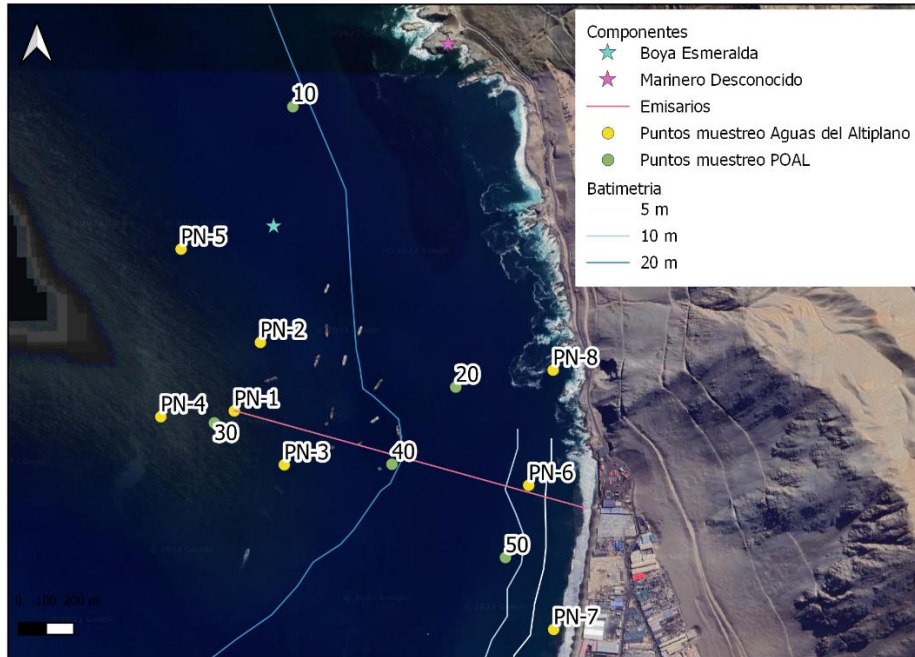 Componentes
Boya Esmeralda
Marinero Desconocido
Emisarios
Puntos muestreo Aguas del Altiplano
Puntos muestreo POAL
Batimetria
5 m
10 m
20 m
10
PN-5
PN-2
PN-8
20
PN-1
PN-4
30
PN-3
40
PN-6
50
PN-7
0 -100 200 m